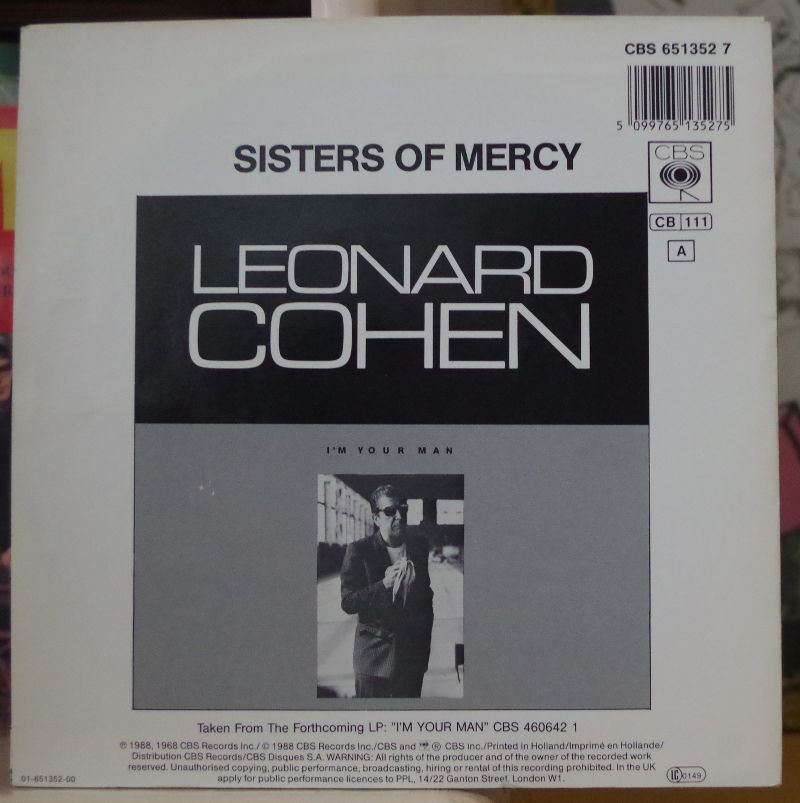 CBS 651352 7
5 099765 135275
SISTERS OF MERCY
CBS
CB 111
A
LEONARD
COHEN
I'M YOUR MAN
Taken From The Forthcoming LP: "I'M YOUR MAN" CBS 460642 1
℗ 1988, 1968 CBS Records Inc./ © 1988 CBS Records Inc./CBS and ® CBS Inc./Printed in Holland/Imprimé en Hollande/
Distribution CBS Records/CBS Disques S.A. WARNING: All rights of the producer and of the owner of the recorded work
reserved. Unauthorised copying, public performance, broadcasting, hiring or rental of this recording prohibited. In the UK
apply for public performance licences to PPL, 14/22 Ganton Street, London W1.
01-651352-00
LC 0149